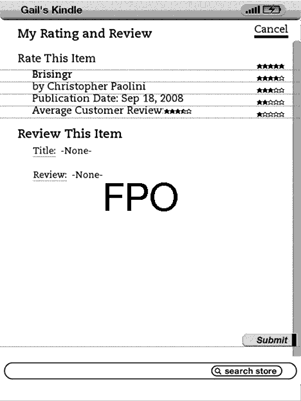 Gail's Kindle
My Rating and Review
Cancel
Rate This Item
Brisingr
by Christopher Paolini
Publication Date: Sep 18, 2008
Average Customer Review:
Review This Item
Title: -None-
Review: -None-
FPO
Submit
search store